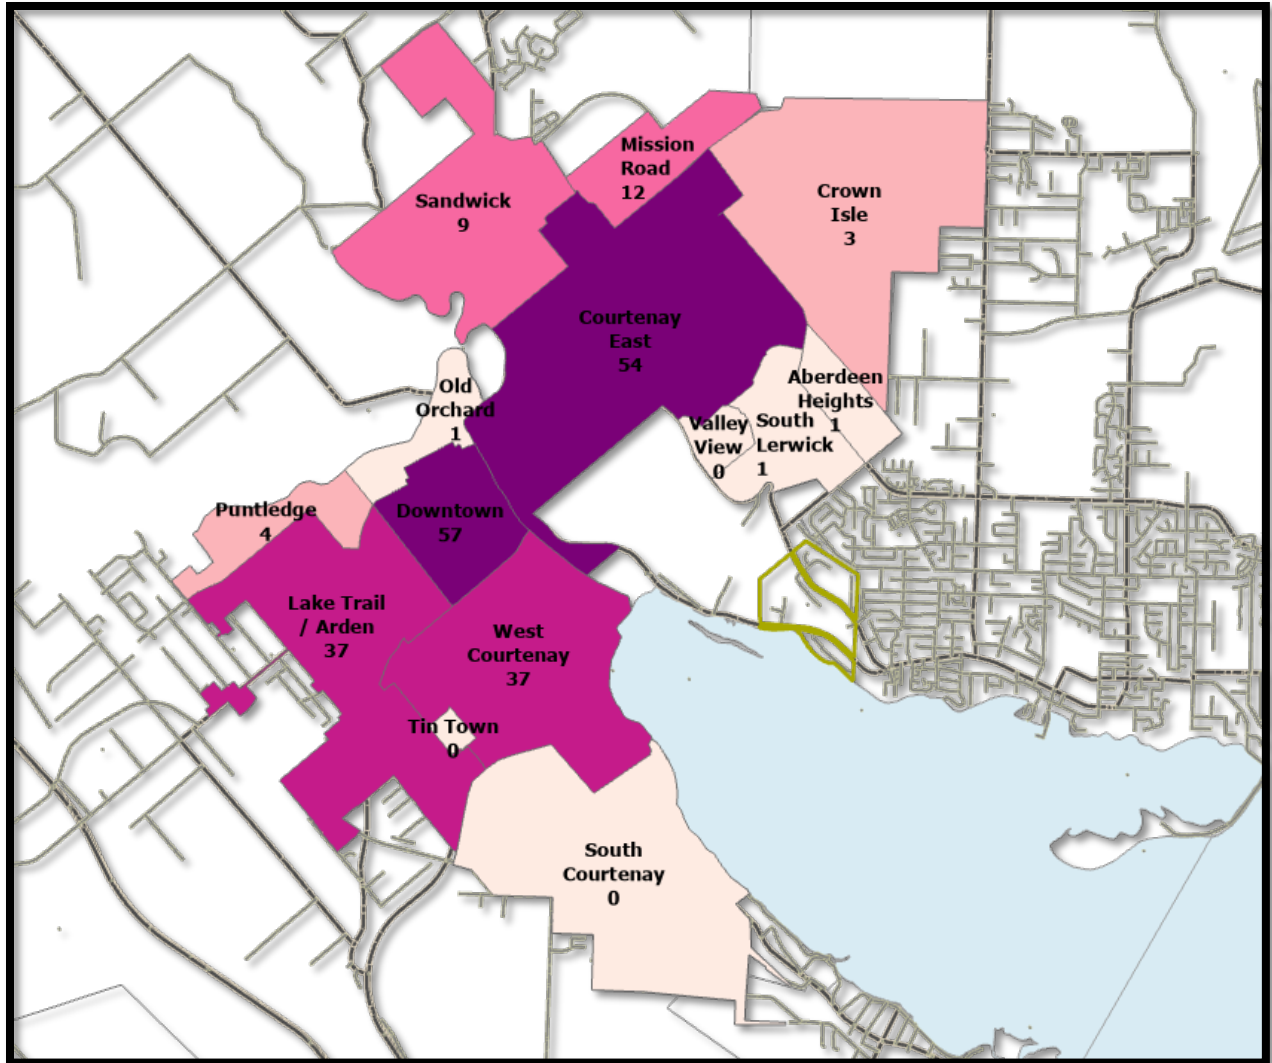 Mission
Road
12
Sandwick
9
Crown
Isle
3
Courtenay
East
54
Old
Orchard
1
Aberdeen
Heights
1
Valley
View
0
South
Lerwick
1
Puntledge
4
Downtown
57
Lake Trail
/ Arden
37
West
Courtenay
37
Tin Town
0
South
Courtenay
0